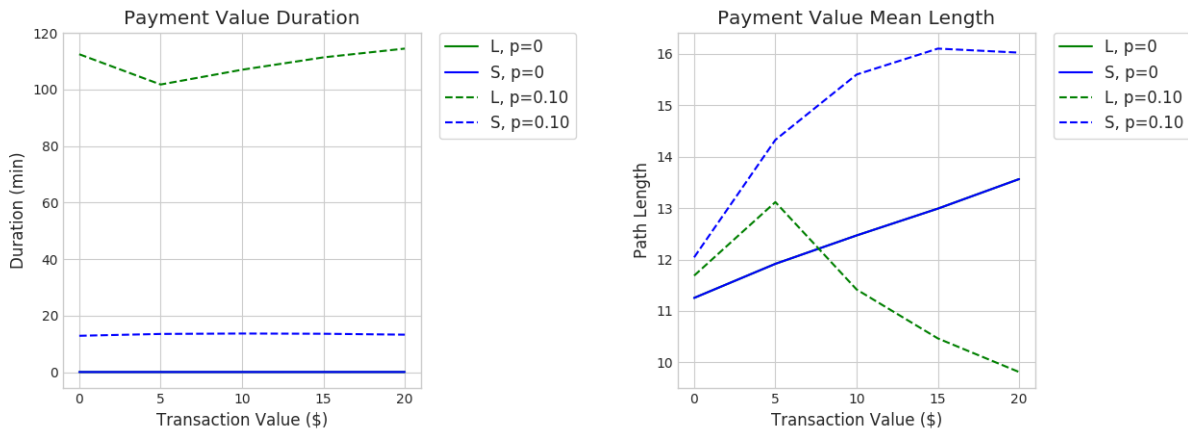 Payment Value Duration
Duration (min)
120
100
80
60
40
20
0
0 5 10 15 20
Transaction Value ($)
L, p=0
S, p=0
L, p=0.10
S, p=0.10
Payment Value Mean Length
Path Length
16
15
14
13
12
11
10
0 5 10 15 20
Transaction Value ($)
L, p=0
S, p=0
L, p=0.10
S, p=0.10